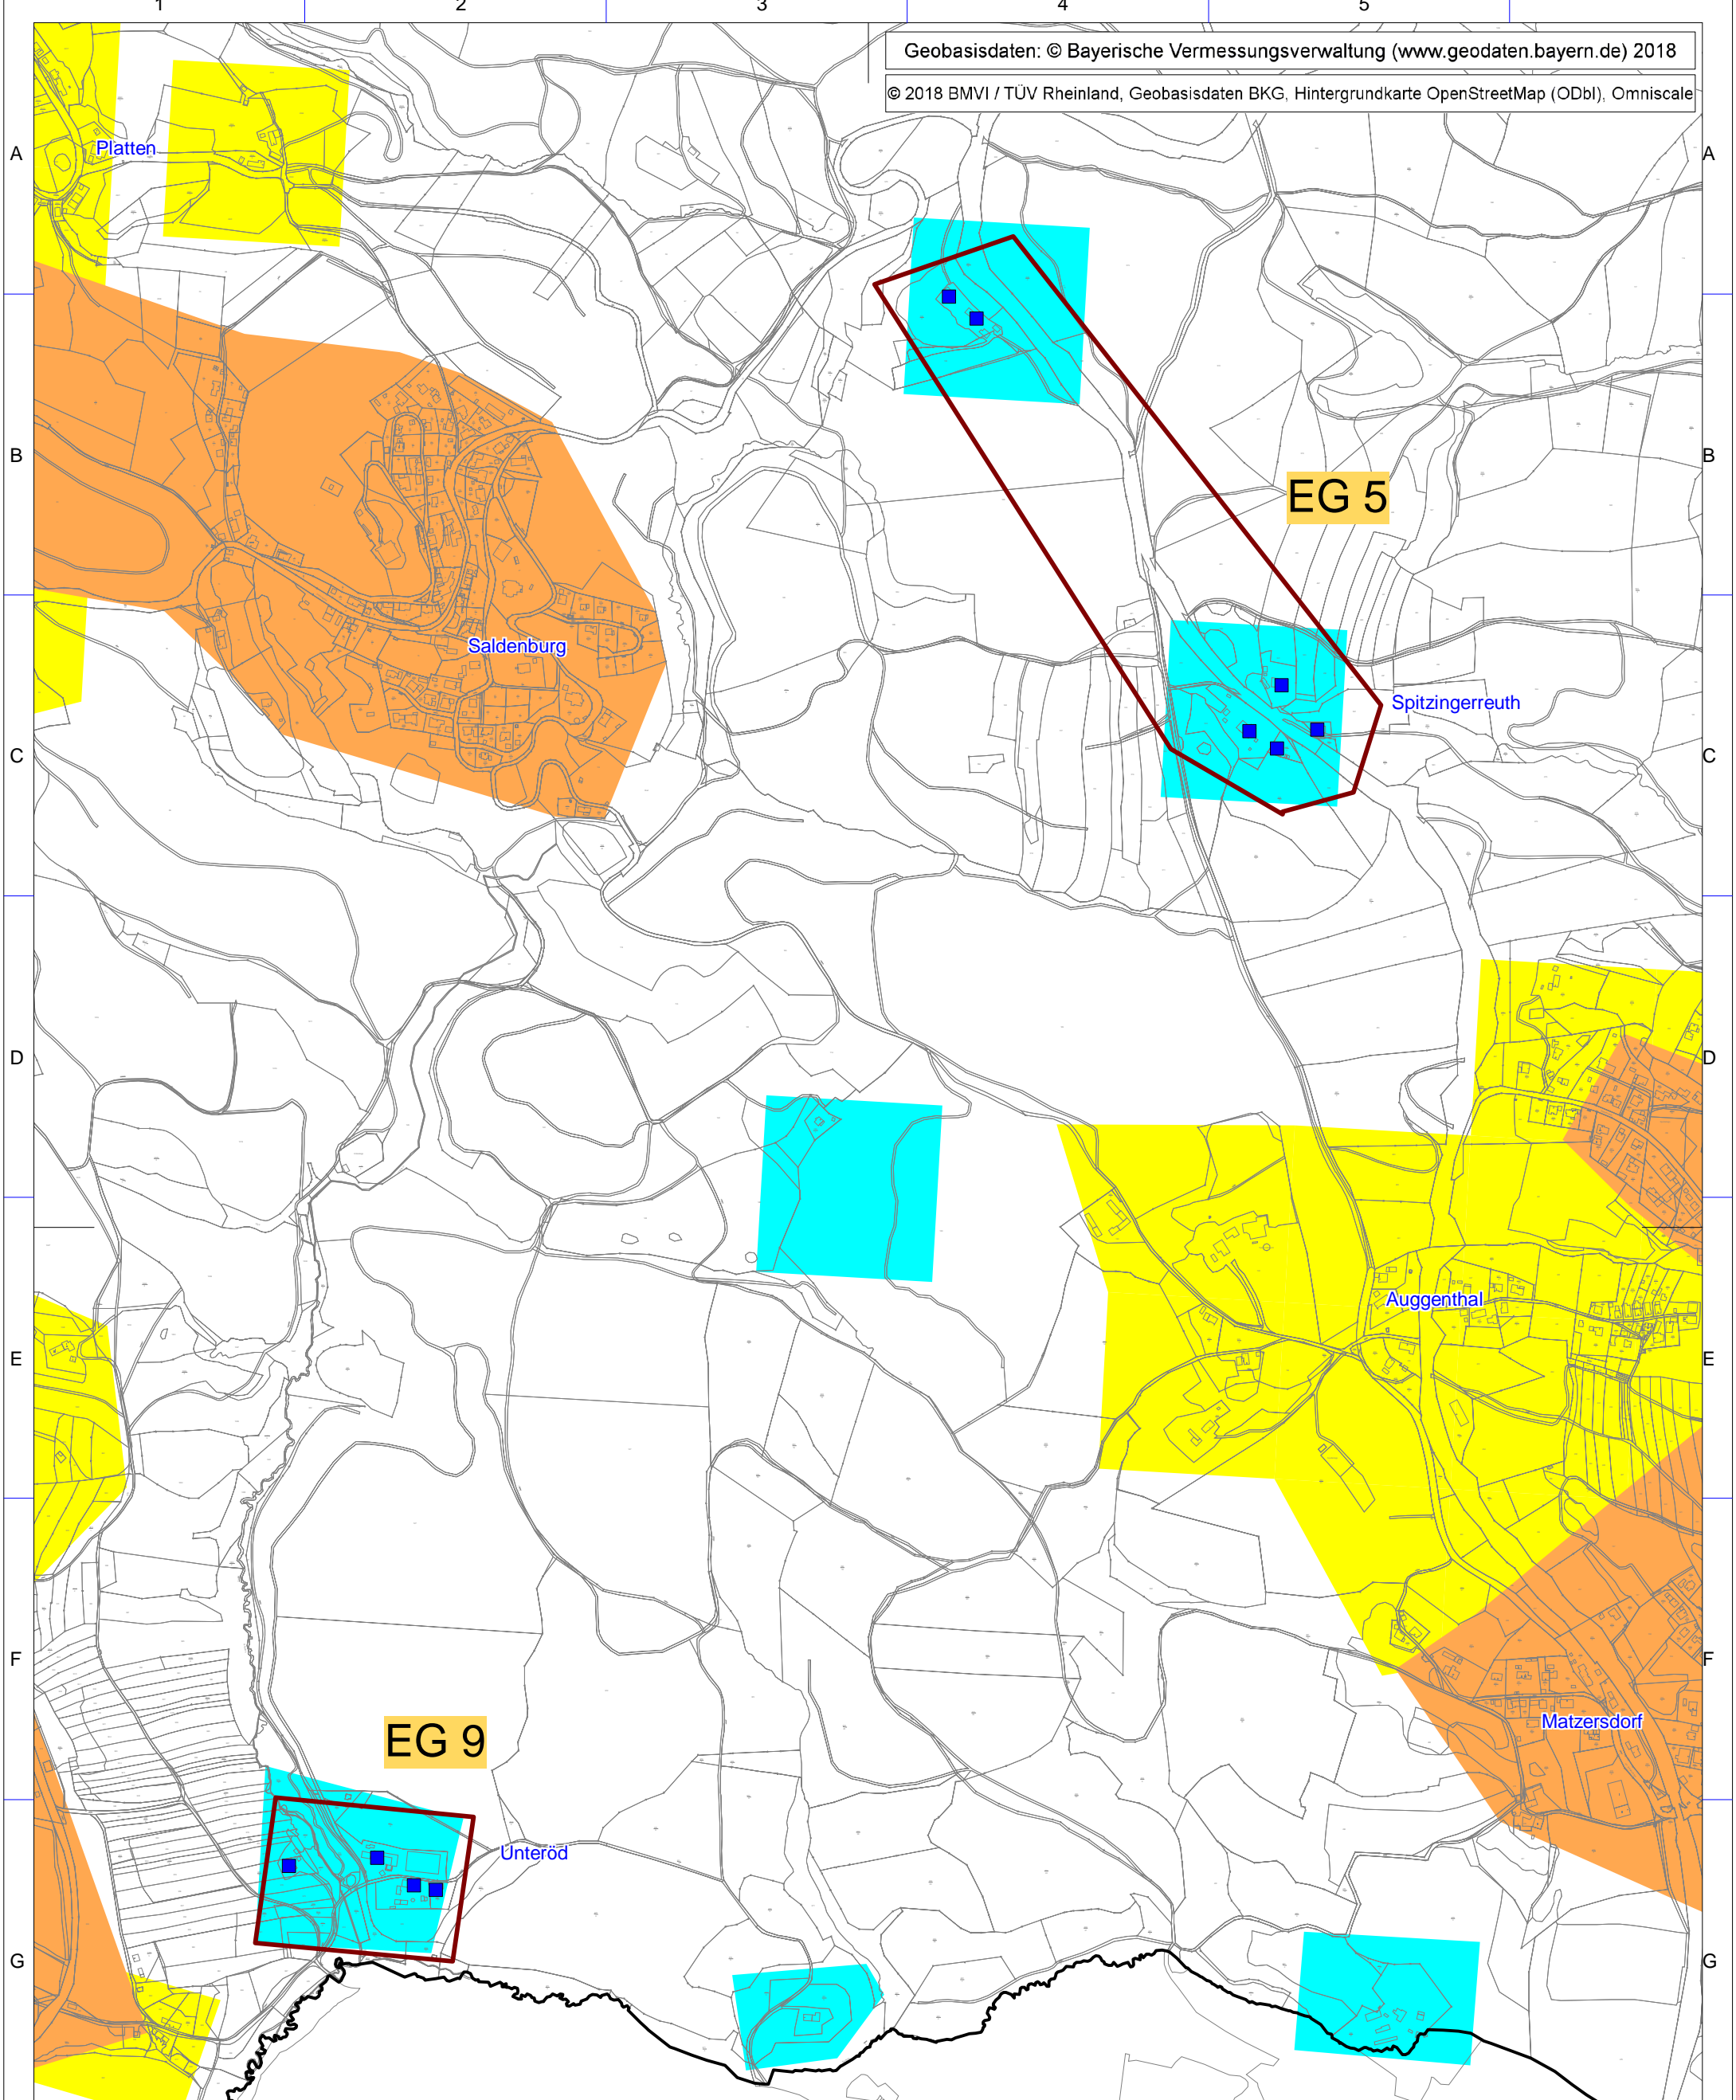 1 2 3 4 5
Geobasisdaten: © Bayerische Vermessungsverwaltung (www.geodaten.bayern.de) 2018
© 2018 BMVI / TÜV Rheinland, Geobasisdaten BKG, Hintergrundkarte OpenStreetMap (ODbl), Omniscale
A Platten A
B B
EG 5
Saldenburg
Spitzingerreuth
C C
D D
Auggenthal
E E
F F
Matzersdorf
EG 9
Unteröd
G G